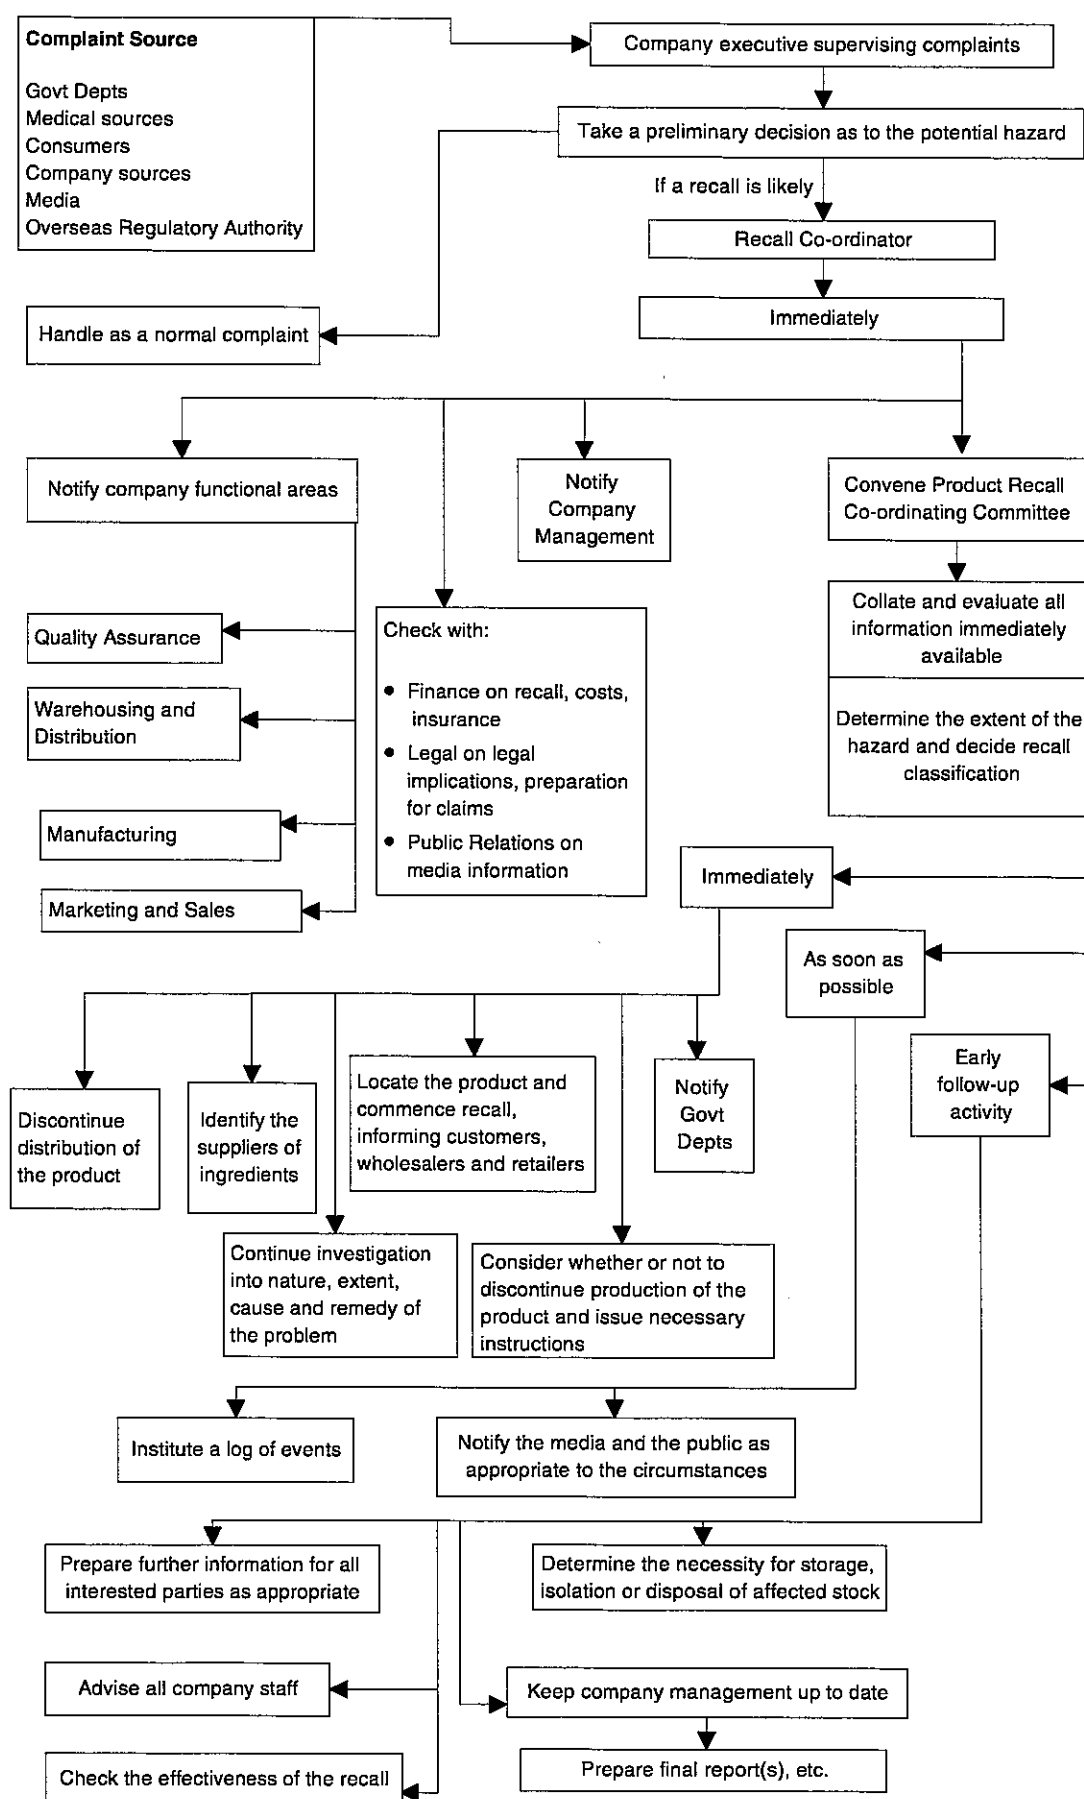 Complaint Source
Govt Depts
Medical sources
Consumers
Company sources
Media
Overseas Regulatory Authority
Company executive supervising complaints
Take a preliminary decision as to the potential hazard
If a recall is likely
Recall Co-ordinator
Immediately
Handle as a normal complaint
Notify company functional areas
Notify
Company
Management
Convene Product Recall
Co-ordinating Committee
Quality Assurance
Warehousing and
Distribution
Manufacturing
Marketing and Sales
Check with:
• Finance on recall, costs,
insurance
• Legal on legal
implications, preparation
for claims
• Public Relations on
media information
Collate and evaluate all
information immediately
available
Determine the extent of the
hazard and decide recall
classification
Immediately
As soon as
possible
Early
follow-up
activity
Discontinue
distribution of
the product
Identify the
suppliers of
ingredients
Locate the product and
commence recall,
informing customers,
wholesalers and retailers
Notify
Govt
Depts
Continue investigation
into nature, extent,
cause and remedy of
the problem
Consider whether or not to
discontinue production of the
product and issue necessary
instructions
Institute a log of events
Notify the media and the public as
appropriate to the circumstances
Prepare further information for all
interested parties as appropriate
Determine the necessity for storage,
isolation or disposal of affected stock
Advise all company staff
Keep company management up to date
Check the effectiveness of the recall
Prepare final report(s), etc.